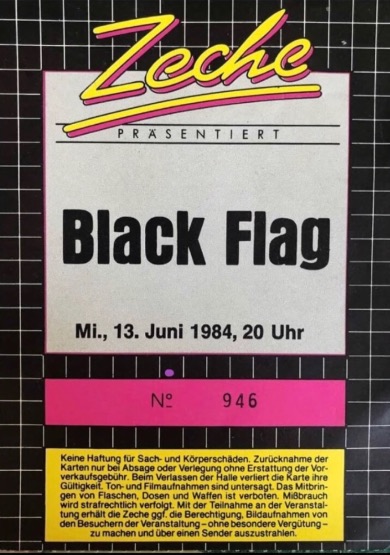 Zeche
PRÄSENTIERT
Black Flag
Mi., 13. Juni 1984, 20 Uhr
Nº 946
Keine Haftung für Sach- und Körperschäden. Zurücknahme der
Karten nur bei Absage oder Verlegung ohne Erstattung der Vor-
verkaufsgebühr. Beim Verlassen der Halle verliert die Karte ihre
Gültigkeit. Ton- und Filmaufnahmen sind untersagt. Das Mitbrin-
gen von Flaschen, Dosen und Waffen ist verboten. Mißbrauch
wird strafrechtlich verfolgt. Mit der Teilnahme an der Veranstal-
tung erhält die Zeche ggf. die Berechtigung, Bildaufnahmen von
den Besuchern der Veranstaltung – ohne besondere Vergütung –
zu machen und über einen Sender auszustrahlen.